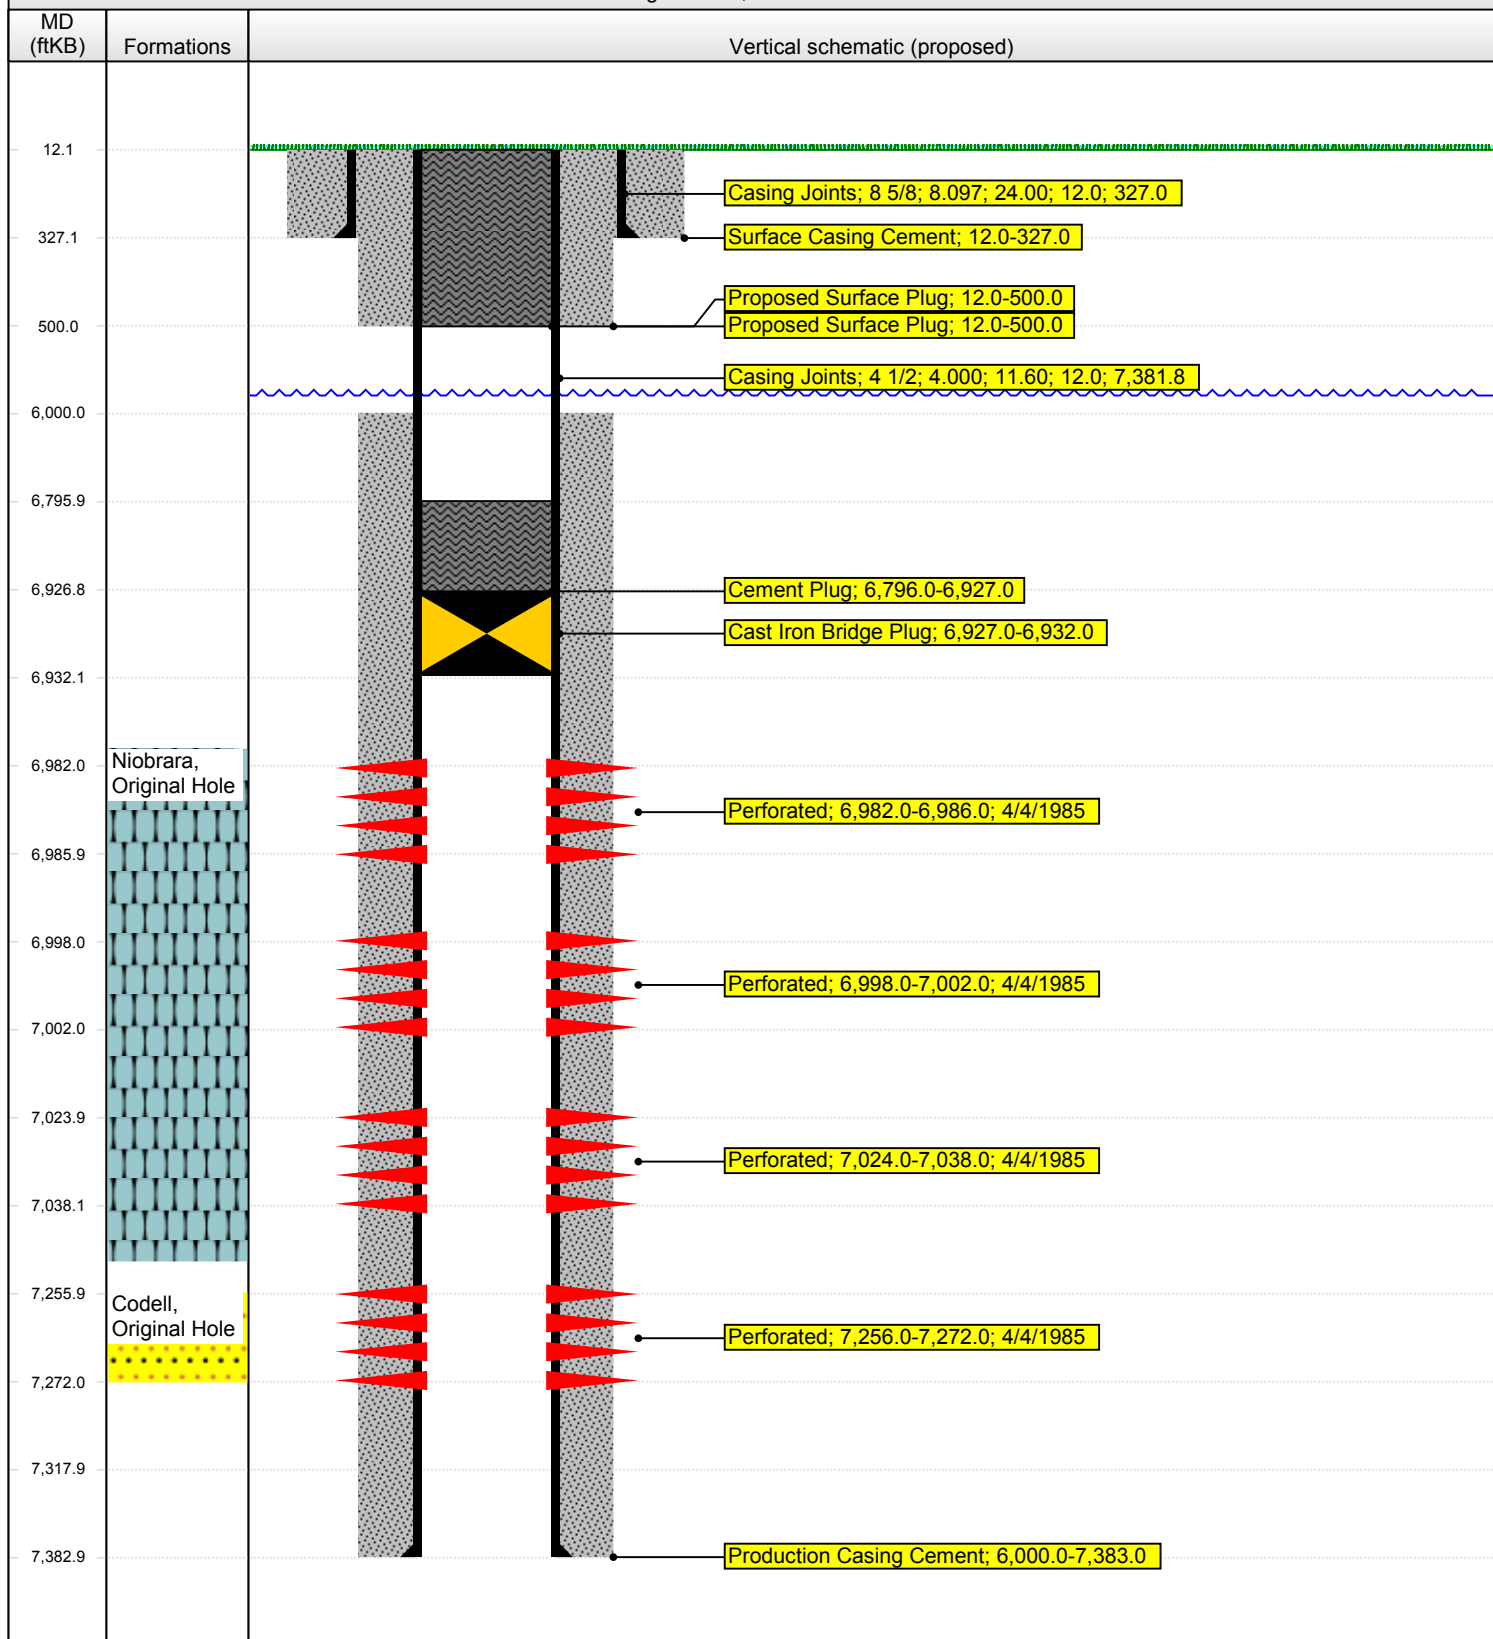 MD
(ftKB)
Formations
Vertical schematic (proposed)
12.1
Casing Joints; 8 5/8; 8.097; 24.00; 12.0; 327.0
327.1
Surface Casing Cement; 12.0-327.0
Proposed Surface Plug; 12.0-500.0
500.0
Proposed Surface Plug; 12.0-500.0
Casing Joints; 4 1/2; 4.000; 11.60; 12.0; 7,381.8
6,000.0
6,795.9
6,926.8
Cement Plug; 6,796.0-6,927.0
Cast Iron Bridge Plug; 6,927.0-6,932.0
6,932.1
Niobrara,
Original Hole
6,982.0
Perforated; 6,982.0-6,986.0; 4/4/1985
6,985.9
6,998.0
Perforated; 6,998.0-7,002.0; 4/4/1985
7,002.0
7,023.9
Perforated; 7,024.0-7,038.0; 4/4/1985
7,038.1
7,255.9
Codell,
Original Hole
Perforated; 7,256.0-7,272.0; 4/4/1985
7,272.0
7,317.9
7,382.9
Production Casing Cement; 6,000.0-7,383.0